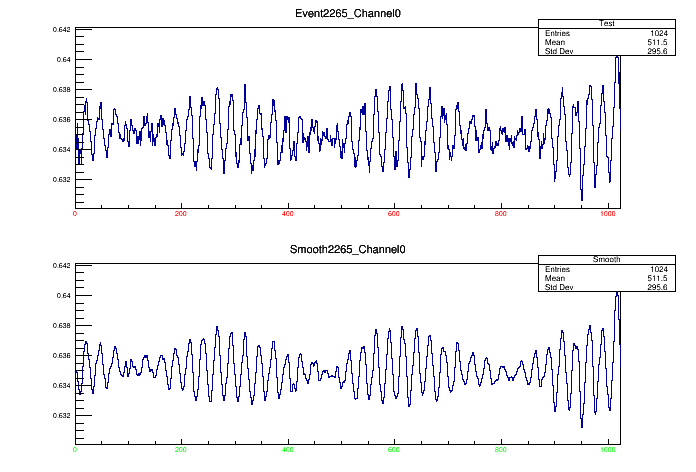 Event2265_Channel0
Test
Entries 1024
Mean 511.5
Std Dev 295.6
0.642
0.64
0.638
0.636
0.634
0.632
0 200 400 600 800 1000
Smooth2265_Channel0
Smooth
Entries 1024
Mean 511.5
Std Dev 295.6
0.642
0.64
0.638
0.636
0.634
0.632
0 200 400 600 800 1000